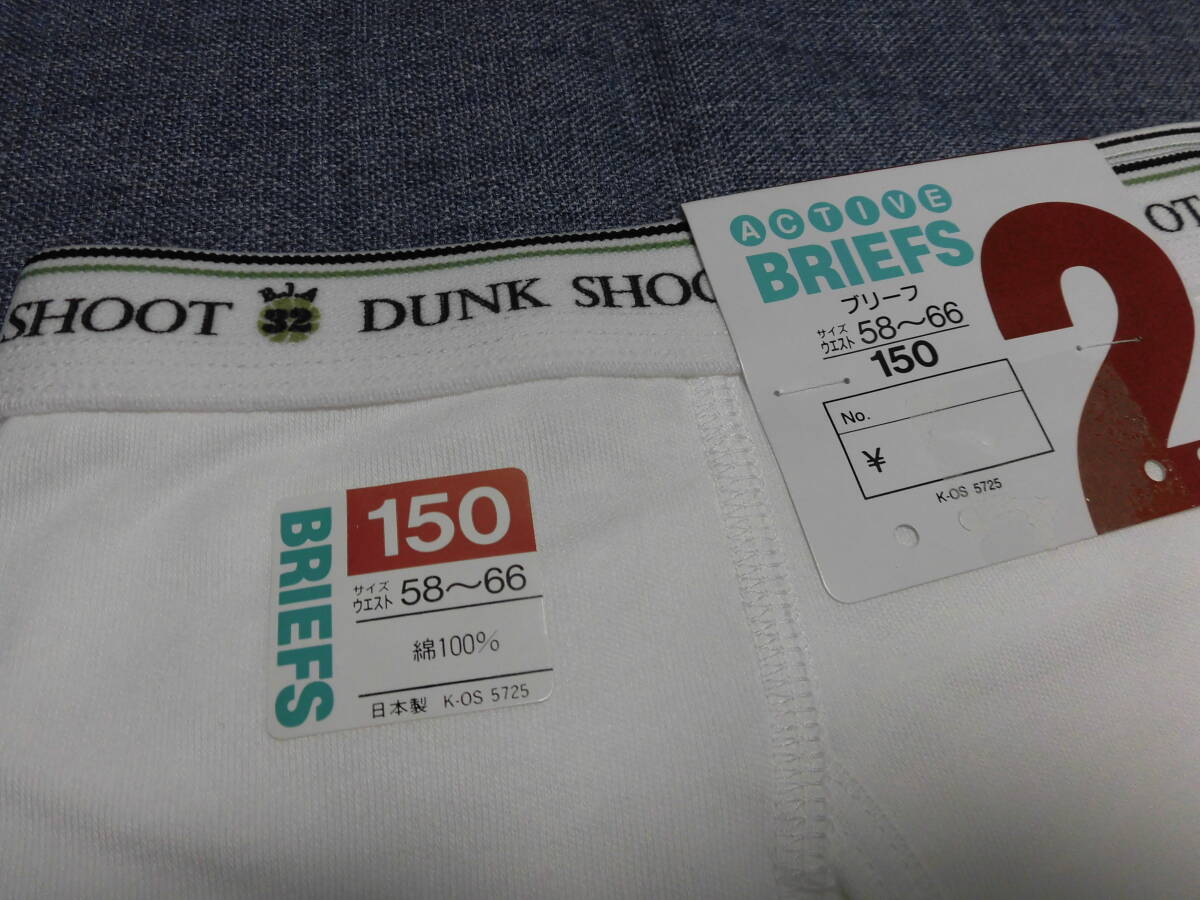 SHOOT 32 DUNK SHOO
OT
ACTIVE
BRIEFS
ブリーフ
サイズ
ウエスト 58〜66
150
No.
¥
K-OS 5725
2
BRIEFS
150
サイズ
ウエスト 58〜66
綿100%
日本製 K-OS 5725